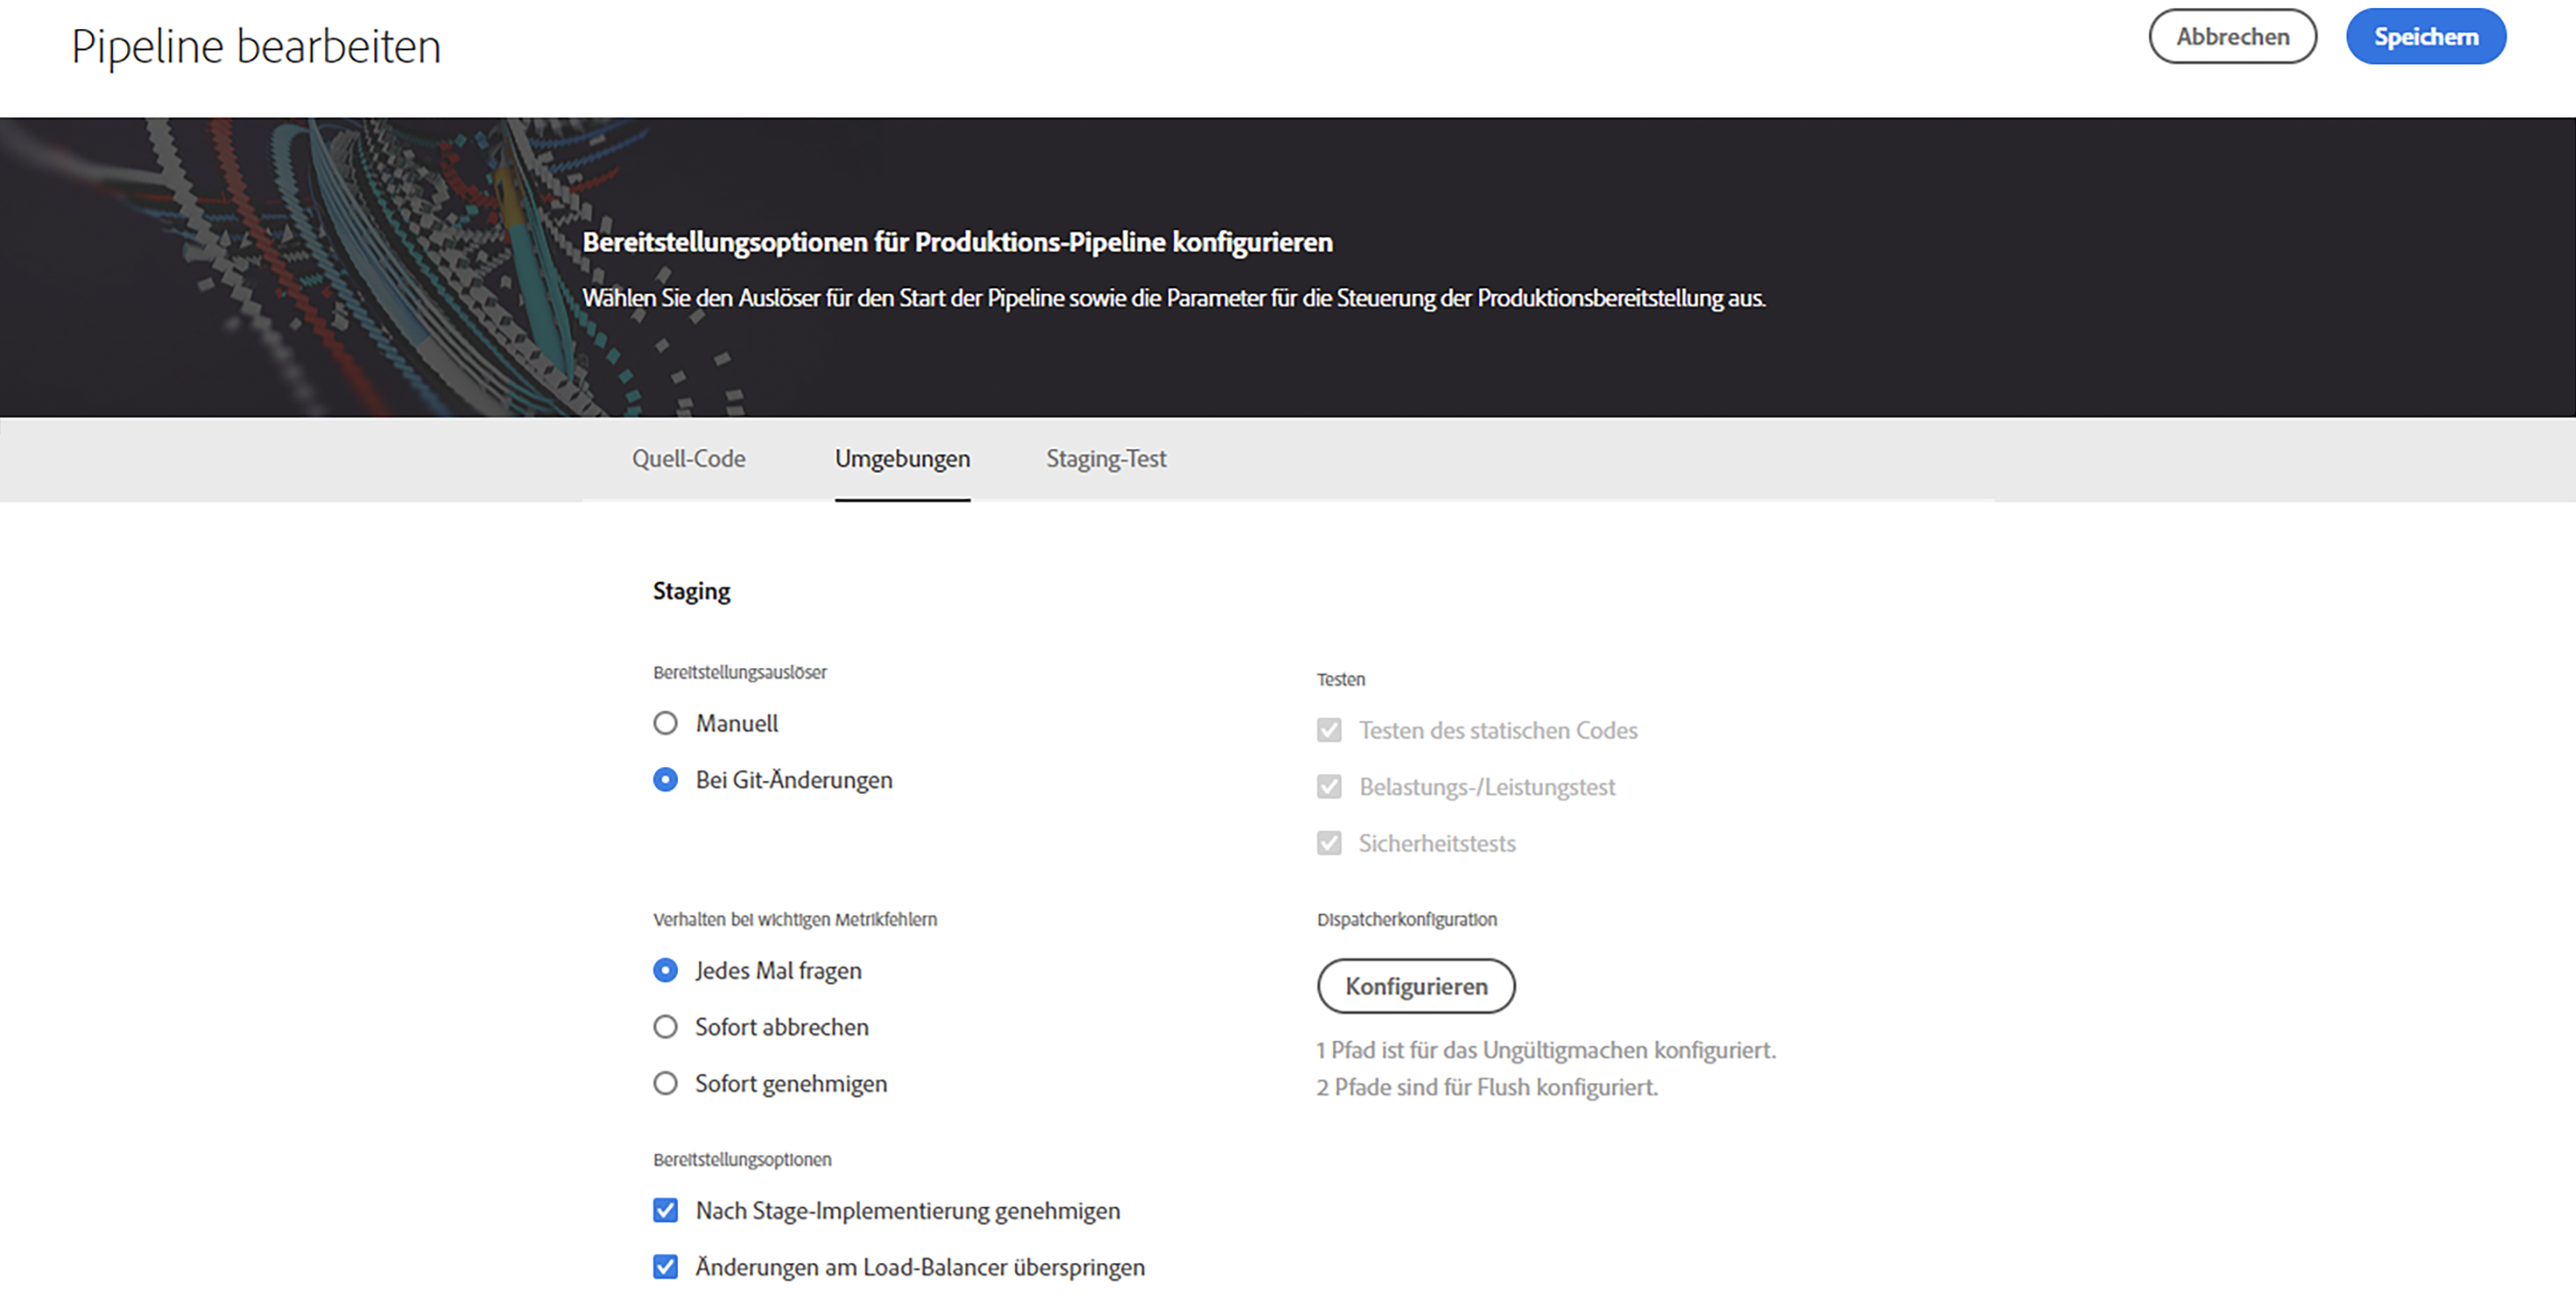 Pipeline bearbeiten
Abbrechen
Speichern
Bereitstellungsoptionen für Produktions-Pipeline konfigurieren
Wählen Sie den Auslöser für den Start der Pipeline sowie die Parameter für die Steuerung der Produktionsbereitstellung aus.
Quell-Code
Umgebungen
Staging-Test
Staging
Bereitstellungsauslöser
Manuell
Bei Git-Änderungen
Testen
Testen des statischen Codes
Belastungs-/Leistungstest
Sicherheitstests
Verhalten bei wichtigen Metrikfehlern
Jedes Mal fragen
Sofort abbrechen
Sofort genehmigen
Dispatcherkonfiguration
Konfigurieren
1 Pfad ist für das Ungültigmachen konfiguriert.
2 Pfade sind für Flush konfiguriert.
Bereitstellungsoptionen
Nach Stage-Implementierung genehmigen
Änderungen am Load-Balancer überspringen